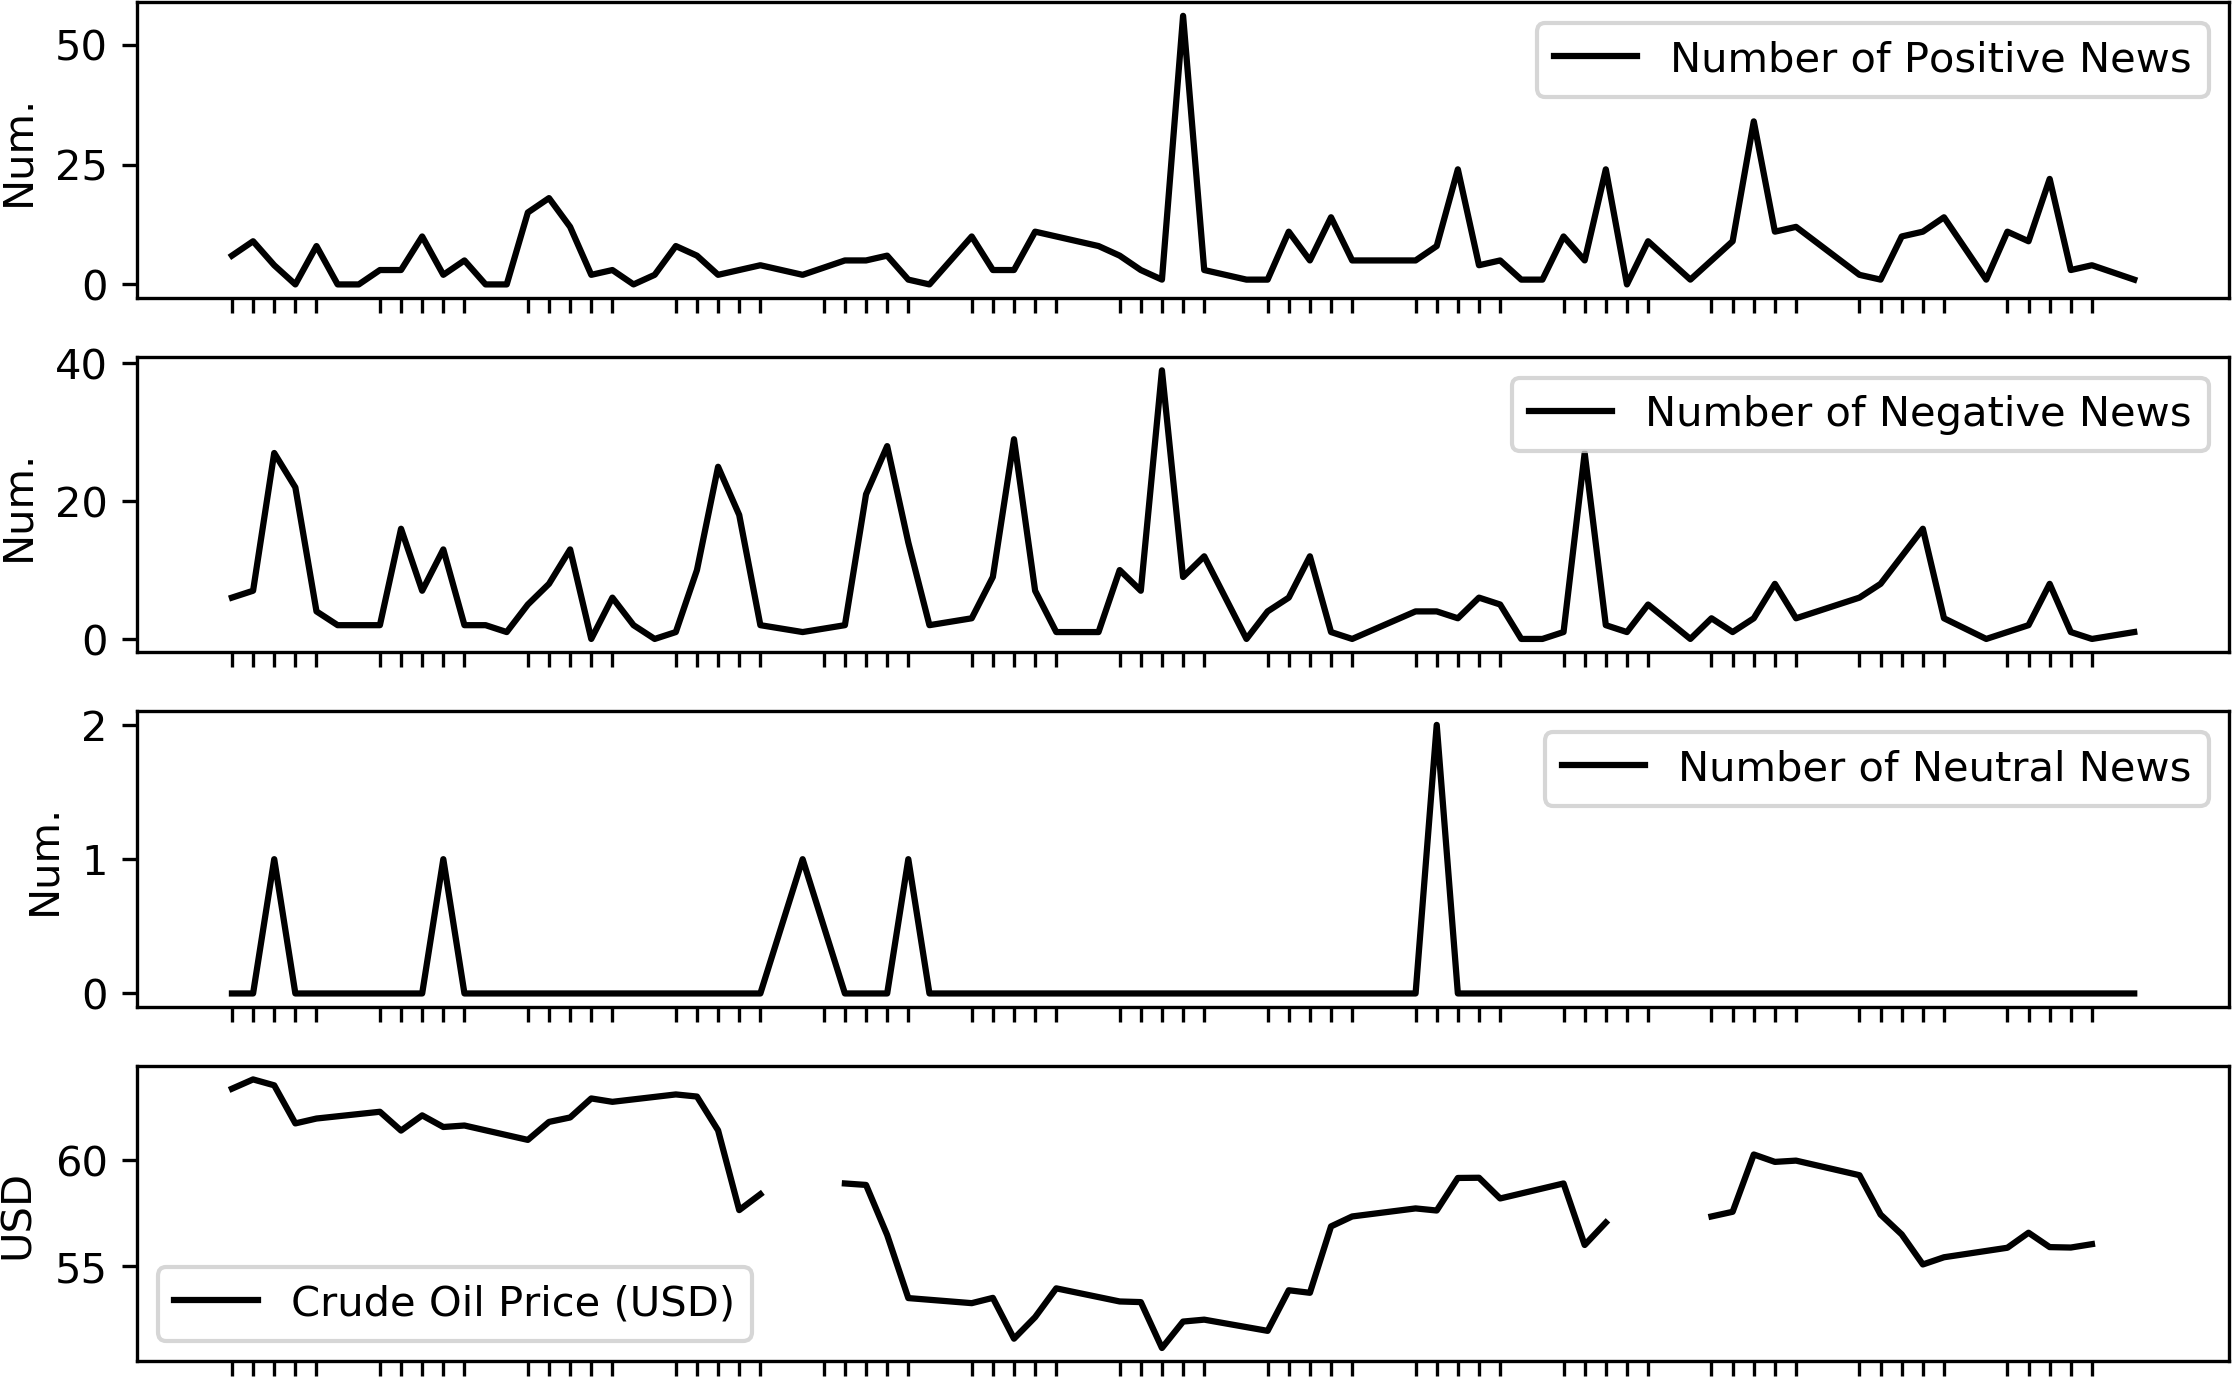 50
25
0
Num.
Number of Positive News
40
20
0
Num.
Number of Negative News
2
1
0
Num.
Number of Neutral News
60
55
USD
Crude Oil Price (USD)